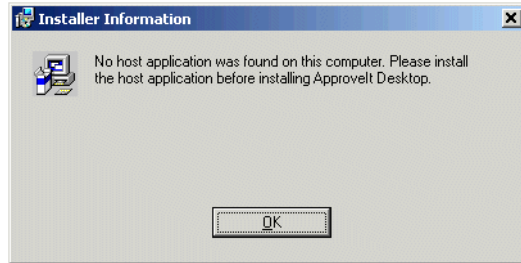 Installer Information
No host application was found on this computer. Please install
the host application before installing ApproveIt Desktop.
OK